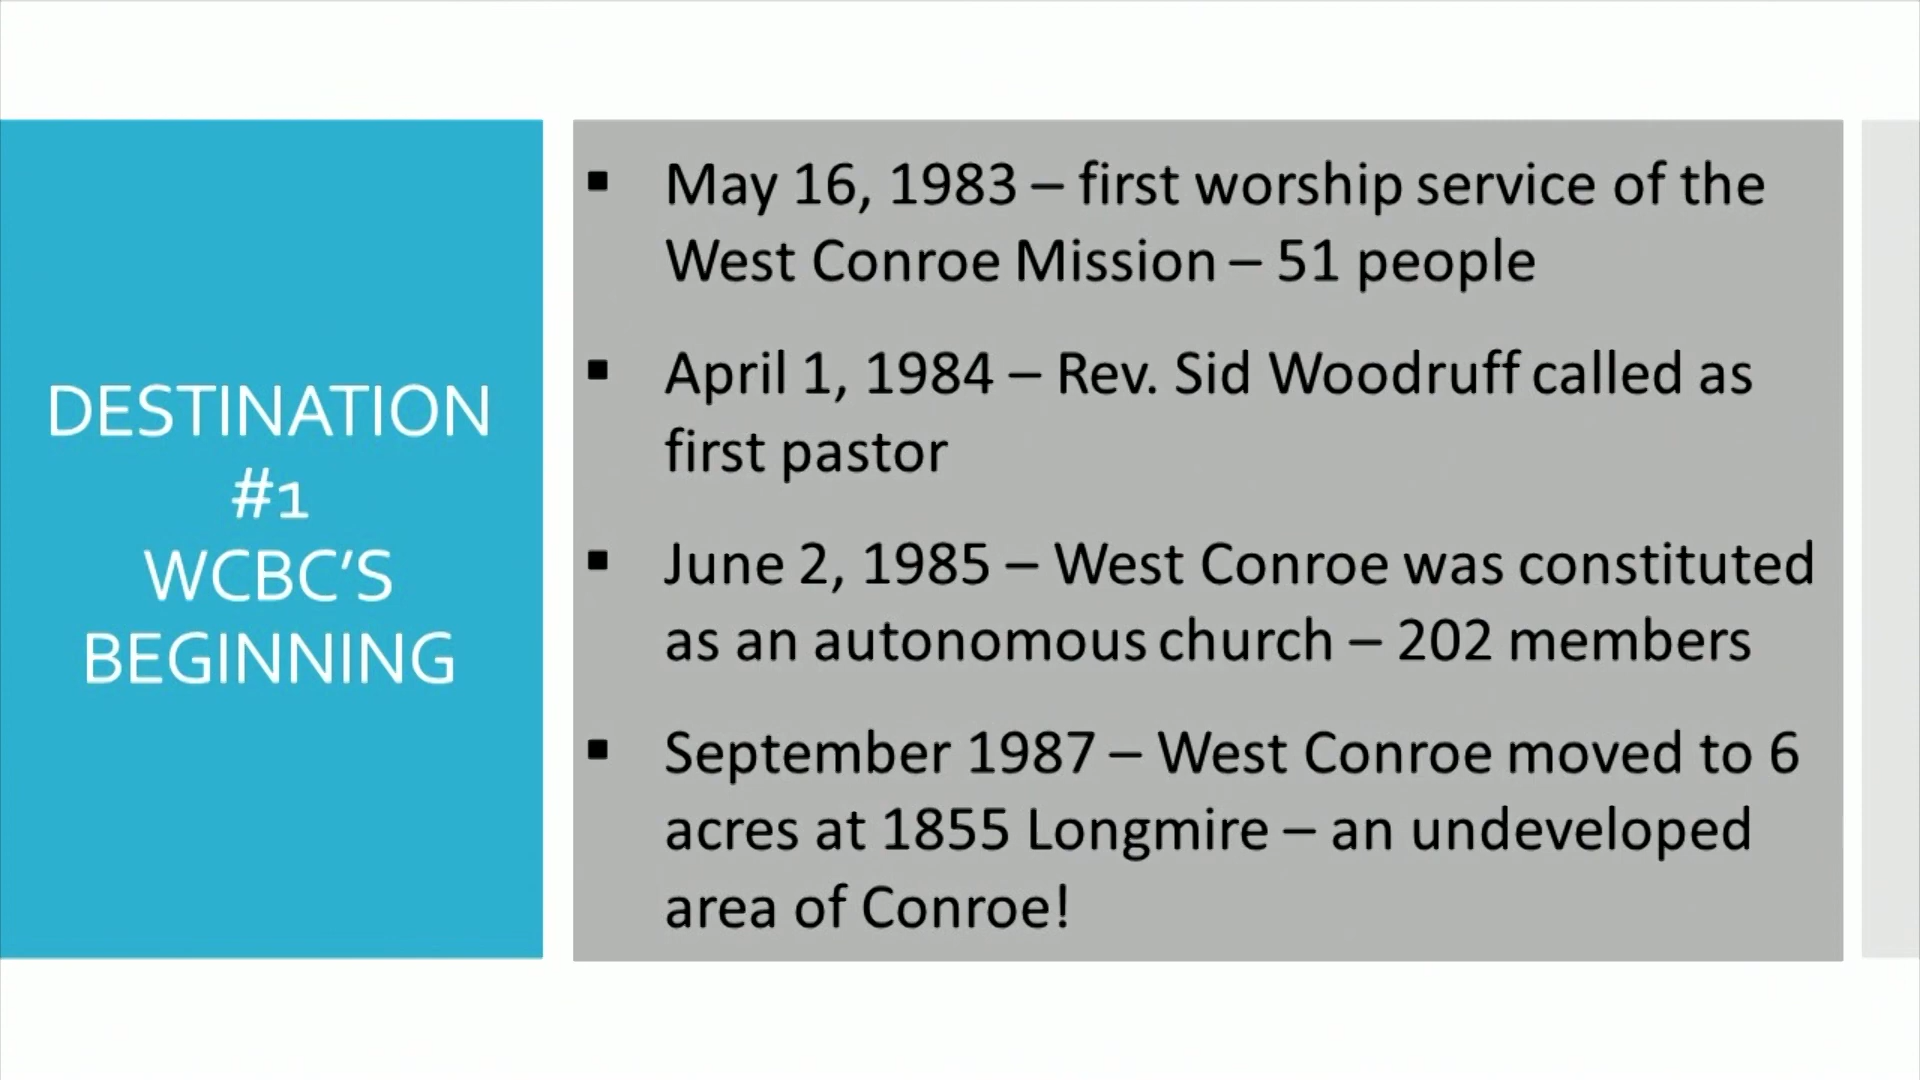 DESTINATION
#1
WCBC’S
BEGINNING
▪ May 16, 1983 – first worship service of the
West Conroe Mission – 51 people
▪ April 1, 1984 – Rev. Sid Woodruff called as
first pastor
▪ June 2, 1985 – West Conroe was constituted
as an autonomous church – 202 members
▪ September 1987 – West Conroe moved to 6
acres at 1855 Longmire – an undeveloped
area of Conroe!